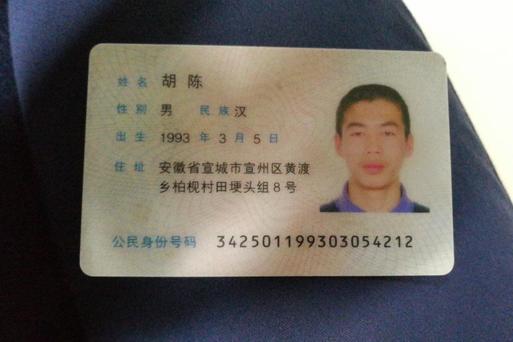 姓名 胡陈
性别 男 民族 汉
出生 1993 年 3 月 5 日
住址 安徽省宣城市宣州区黄渡
乡柏枧村田埂头组8号
公民身份号码 342501199303054212